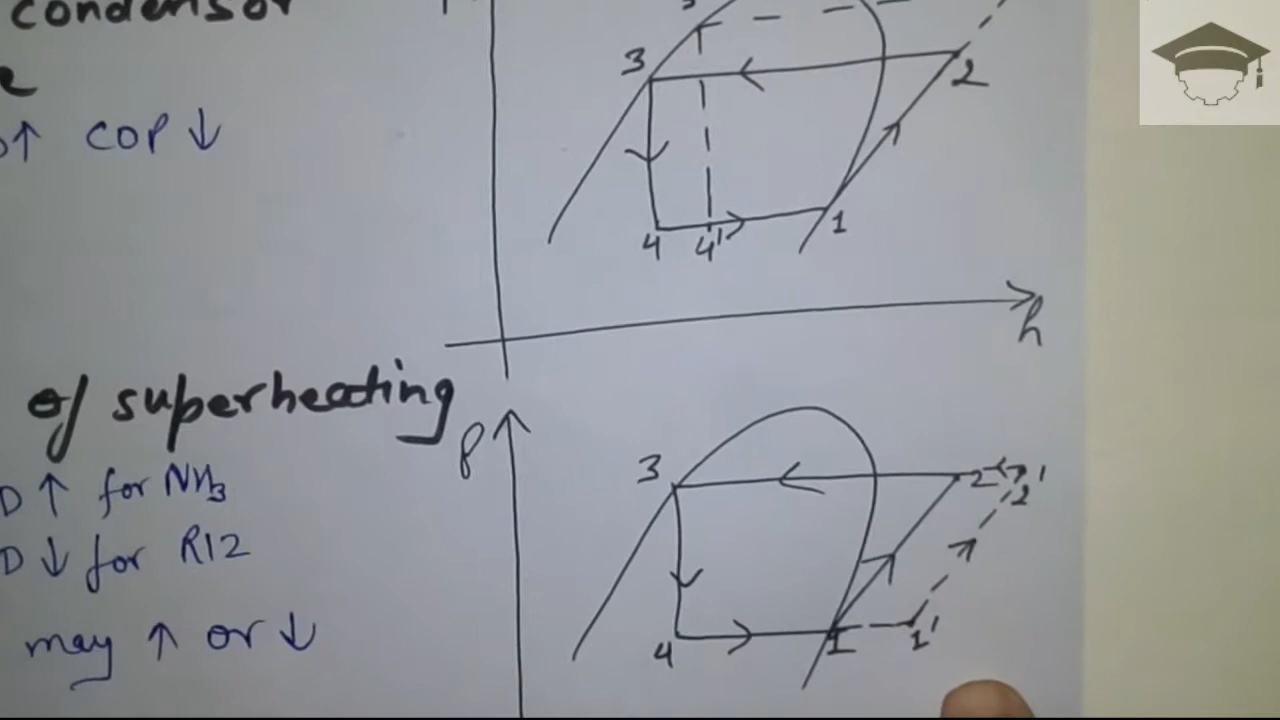 condensor
e
↑ COP ↓
3
2
4
4'
1
h
of superheating
P
D ↑ for NH3
D ↓ for R12
may ↑ or ↓
3
2
2'
4
1
1'